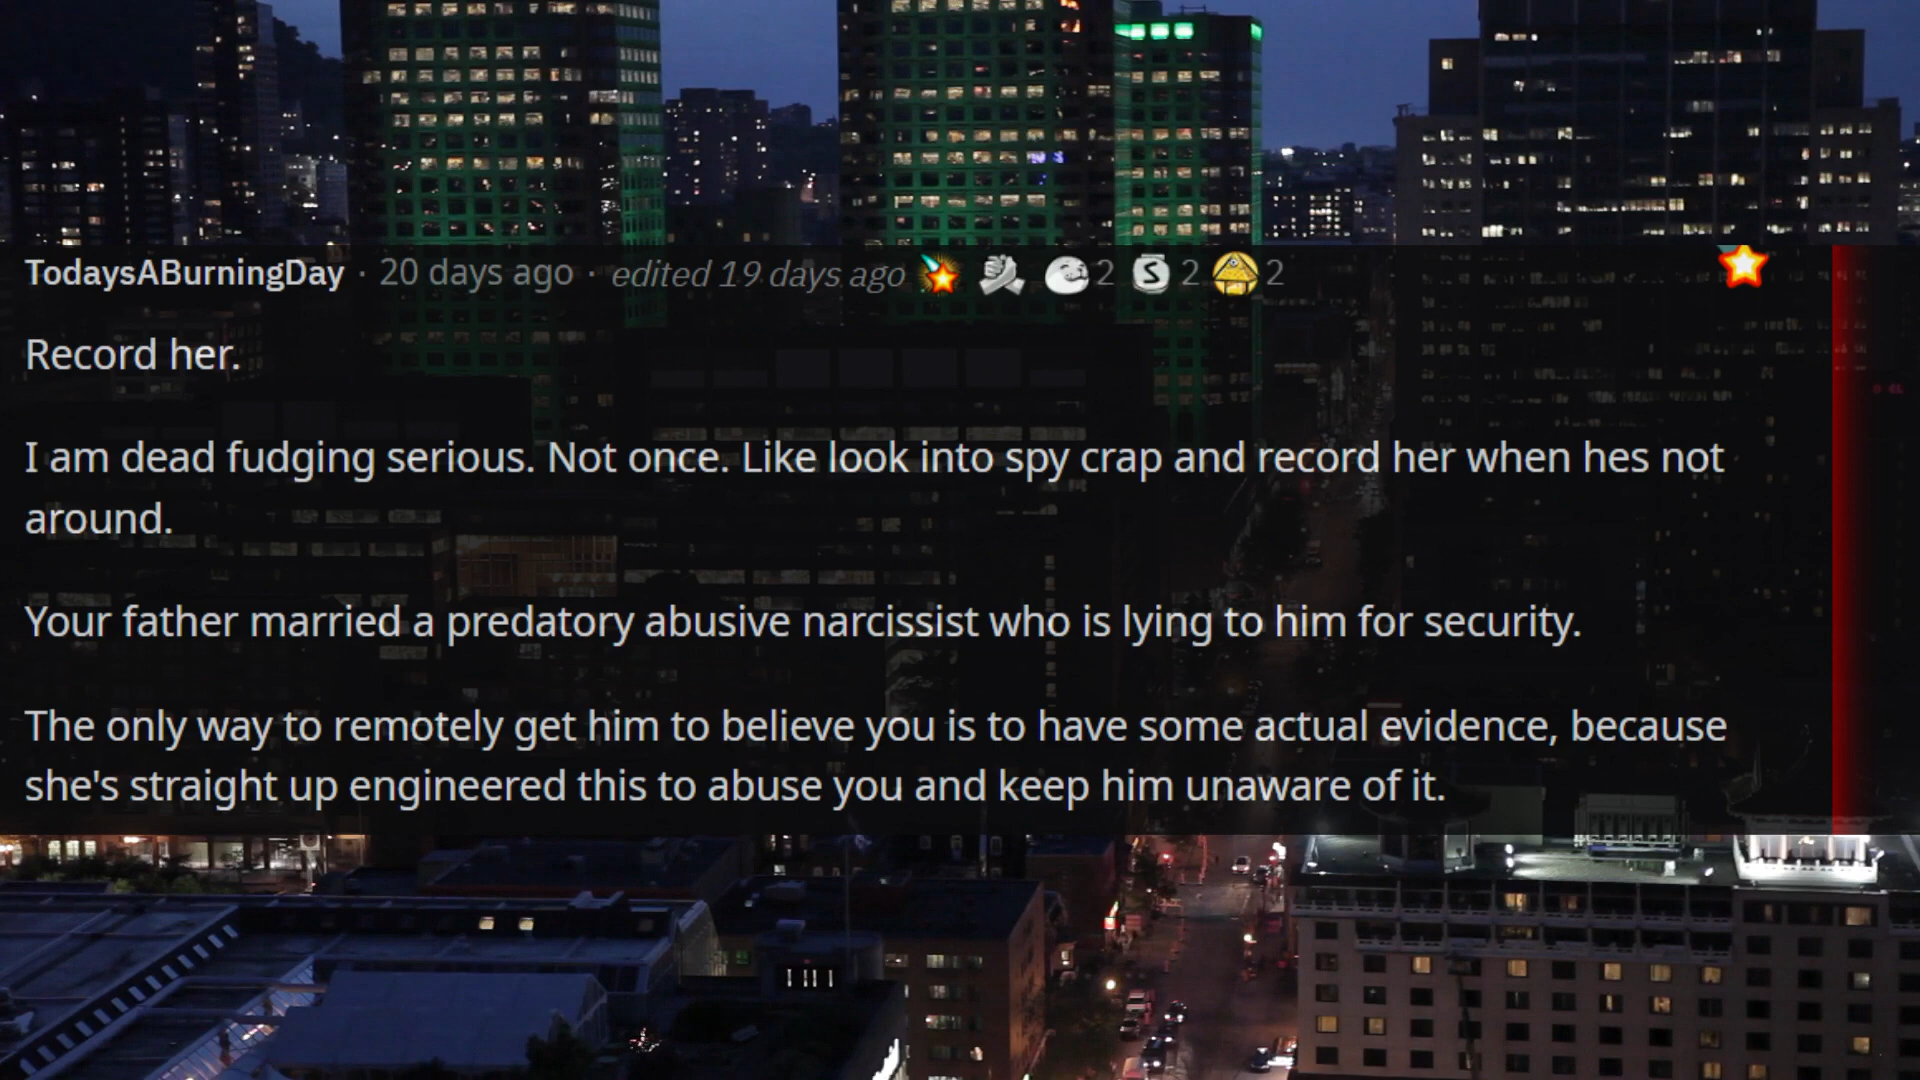 TodaysABurningDay · 20 days ago · edited 19 days ago 2 2 2
Record her.
I am dead fudging serious. Not once. Like look into spy crap and record her when hes not
around.
Your father married a predatory abusive narcissist who is lying to him for security.
The only way to remotely get him to believe you is to have some actual evidence, because
she's straight up engineered this to abuse you and keep him unaware of it.